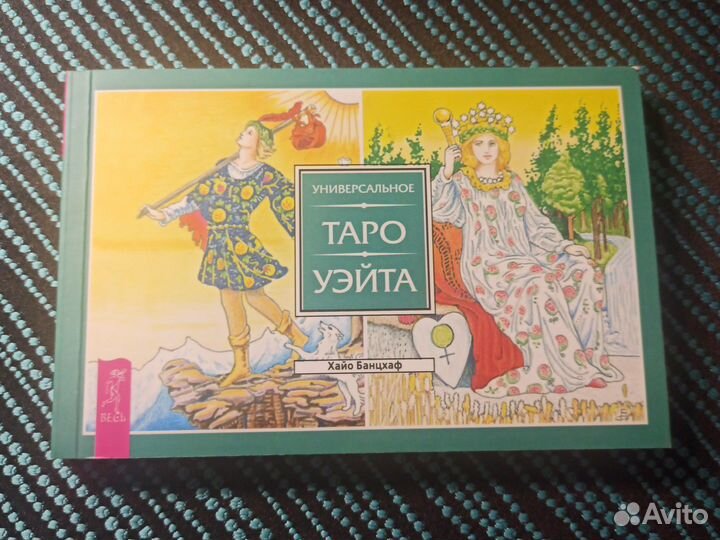 УНИВЕРСАЛЬНОЕ
ТАРО
УЭЙТА
Хайо Банцхаф
ВЕСЬ
Avito